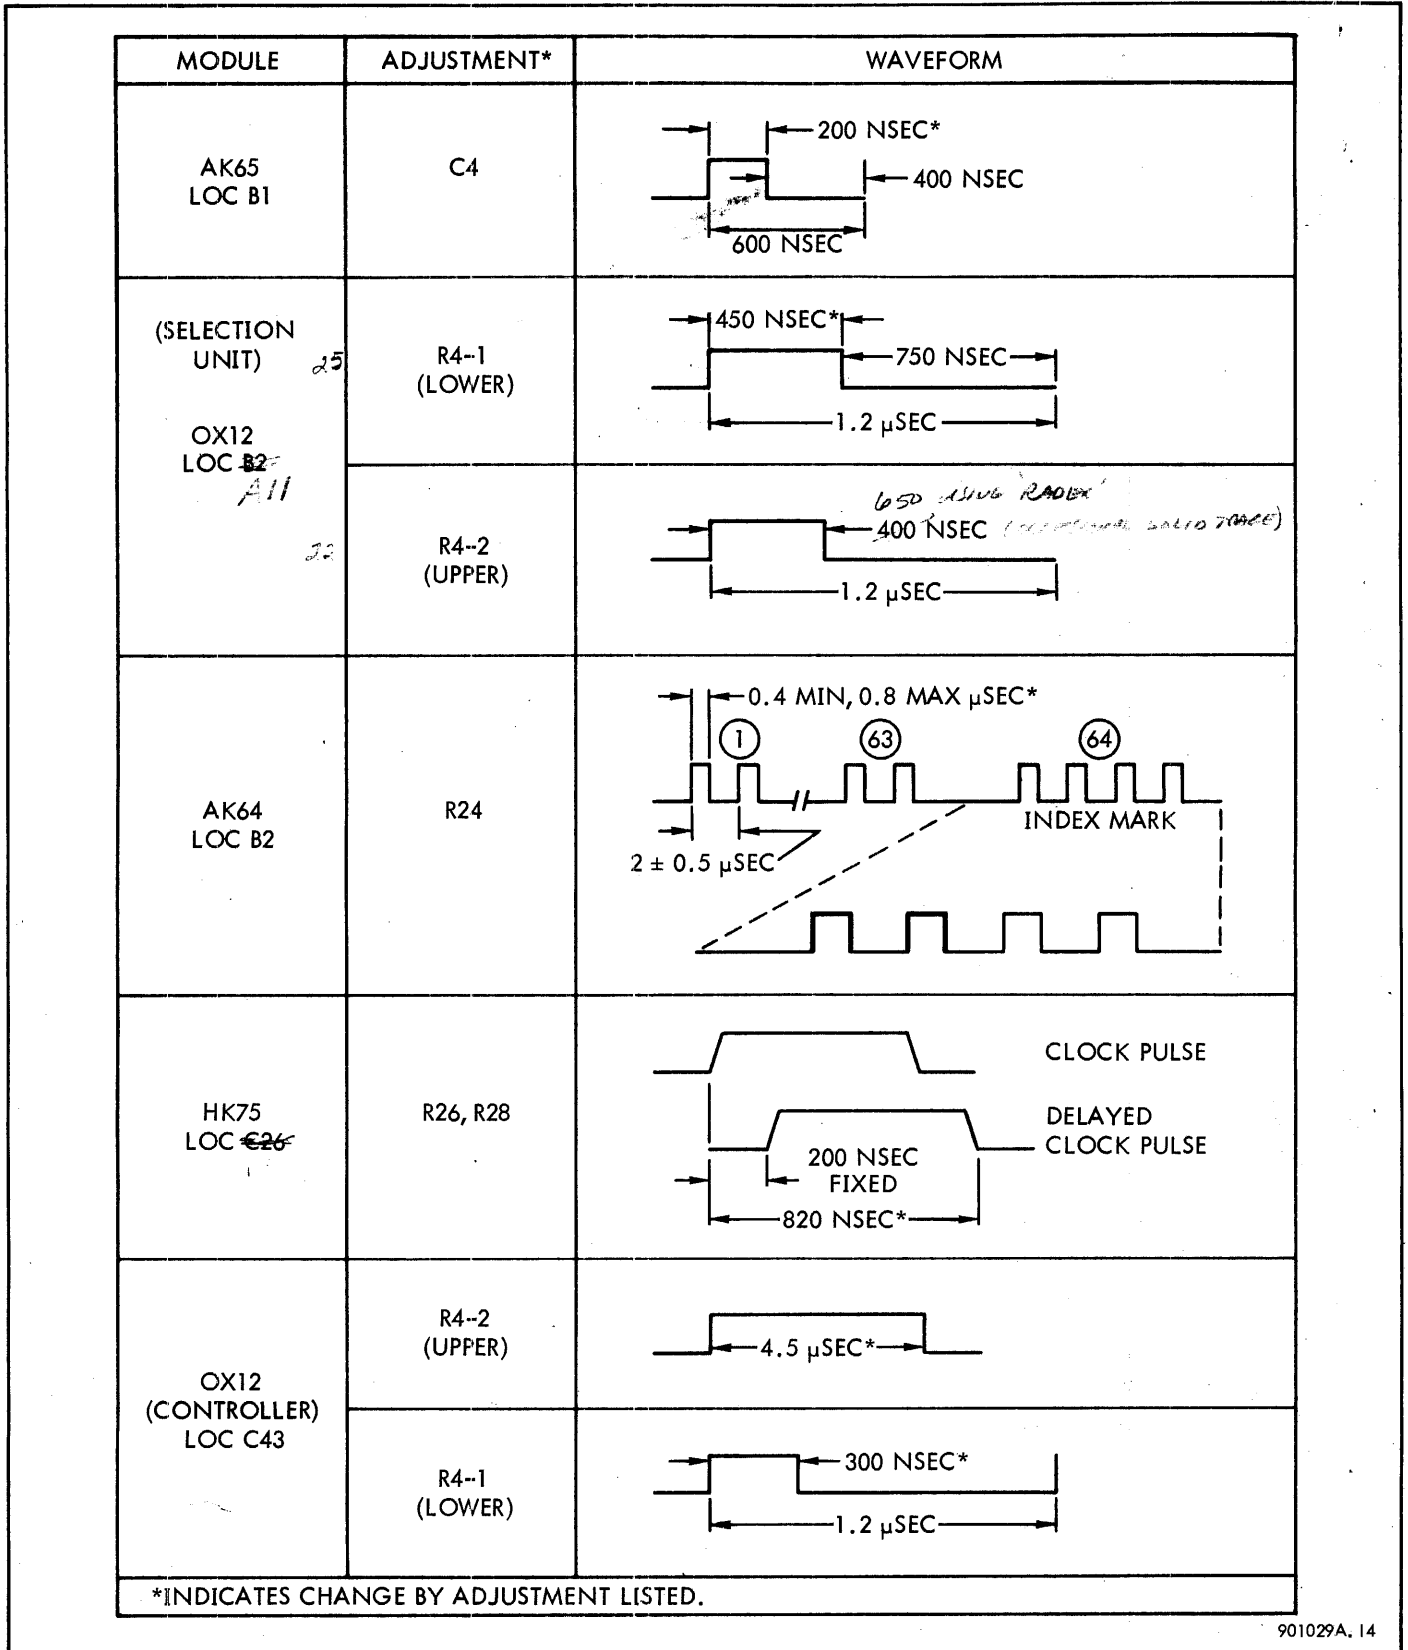 MODULE ADJUSTMENT* WAVEFORM
AK65
LOC B1
C4
200 NSEC*
400 NSEC
600 NSEC
(SELECTION
UNIT)
25
OX12
LOC B2
A11
22
R4-1
(LOWER)
450 NSEC*
750 NSEC
1.2 µSEC
R4-2
(UPPER)
650 USING RADEX
400 NSEC
SOLID TRACE)
1.2 µSEC
AK64
LOC B2
R24
0.4 MIN, 0.8 MAX µSEC*
1 63 64
INDEX MARK
2 ± 0.5 µSEC
HK75
LOC C26
R26, R28
CLOCK PULSE
DELAYED
CLOCK PULSE
200 NSEC
FIXED
820 NSEC*
OX12
(CONTROLLER)
LOC C43
R4-2
(UPPER)
4.5 µSEC*
R4-1
(LOWER)
300 NSEC*
1.2 µSEC
*INDICATES CHANGE BY ADJUSTMENT LISTED.
901029A.14